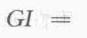 GI =